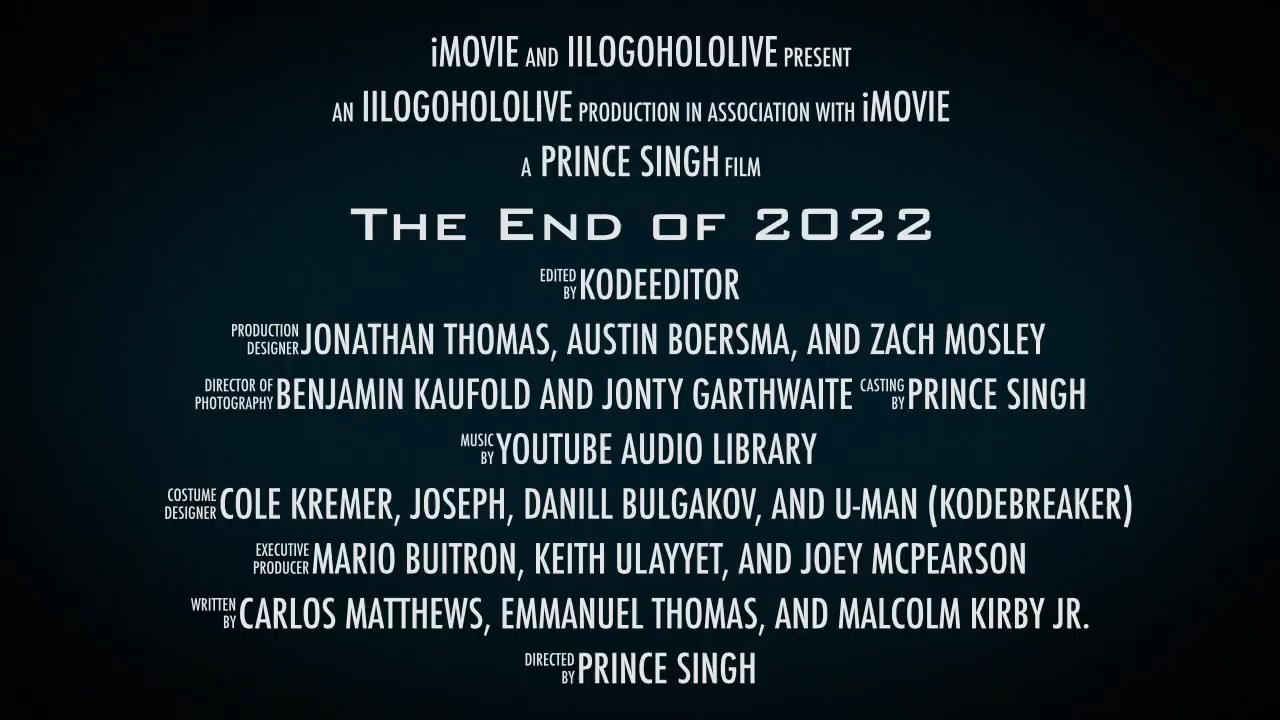 iMOVIE AND IILOGOHOLOLIVE PRESENT
AN IILOGOHOLOLIVE PRODUCTION IN ASSOCIATION WITH iMOVIE
A PRINCE SINGH FILM
THE END OF 2022
EDITED BY KODEEDITOR
PRODUCTION DESIGNER JONATHAN THOMAS, AUSTIN BOERSMA, AND ZACH MOSLEY
DIRECTOR OF PHOTOGRAPHY BENJAMIN KAUFOLD AND JONTY GARTHWAITE CASTING BY PRINCE SINGH
MUSIC BY YOUTUBE AUDIO LIBRARY
COSTUME DESIGNER COLE KREMER, JOSEPH, DANILL BULGAKOV, AND U-MAN (KODEBREAKER)
EXECUTIVE PRODUCER MARIO BUITRON, KEITH ULAYYET, AND JOEY MCPEARSON
WRITTEN BY CARLOS MATTHEWS, EMMANUEL THOMAS, AND MALCOLM KIRBY JR.
DIRECTED BY PRINCE SINGH